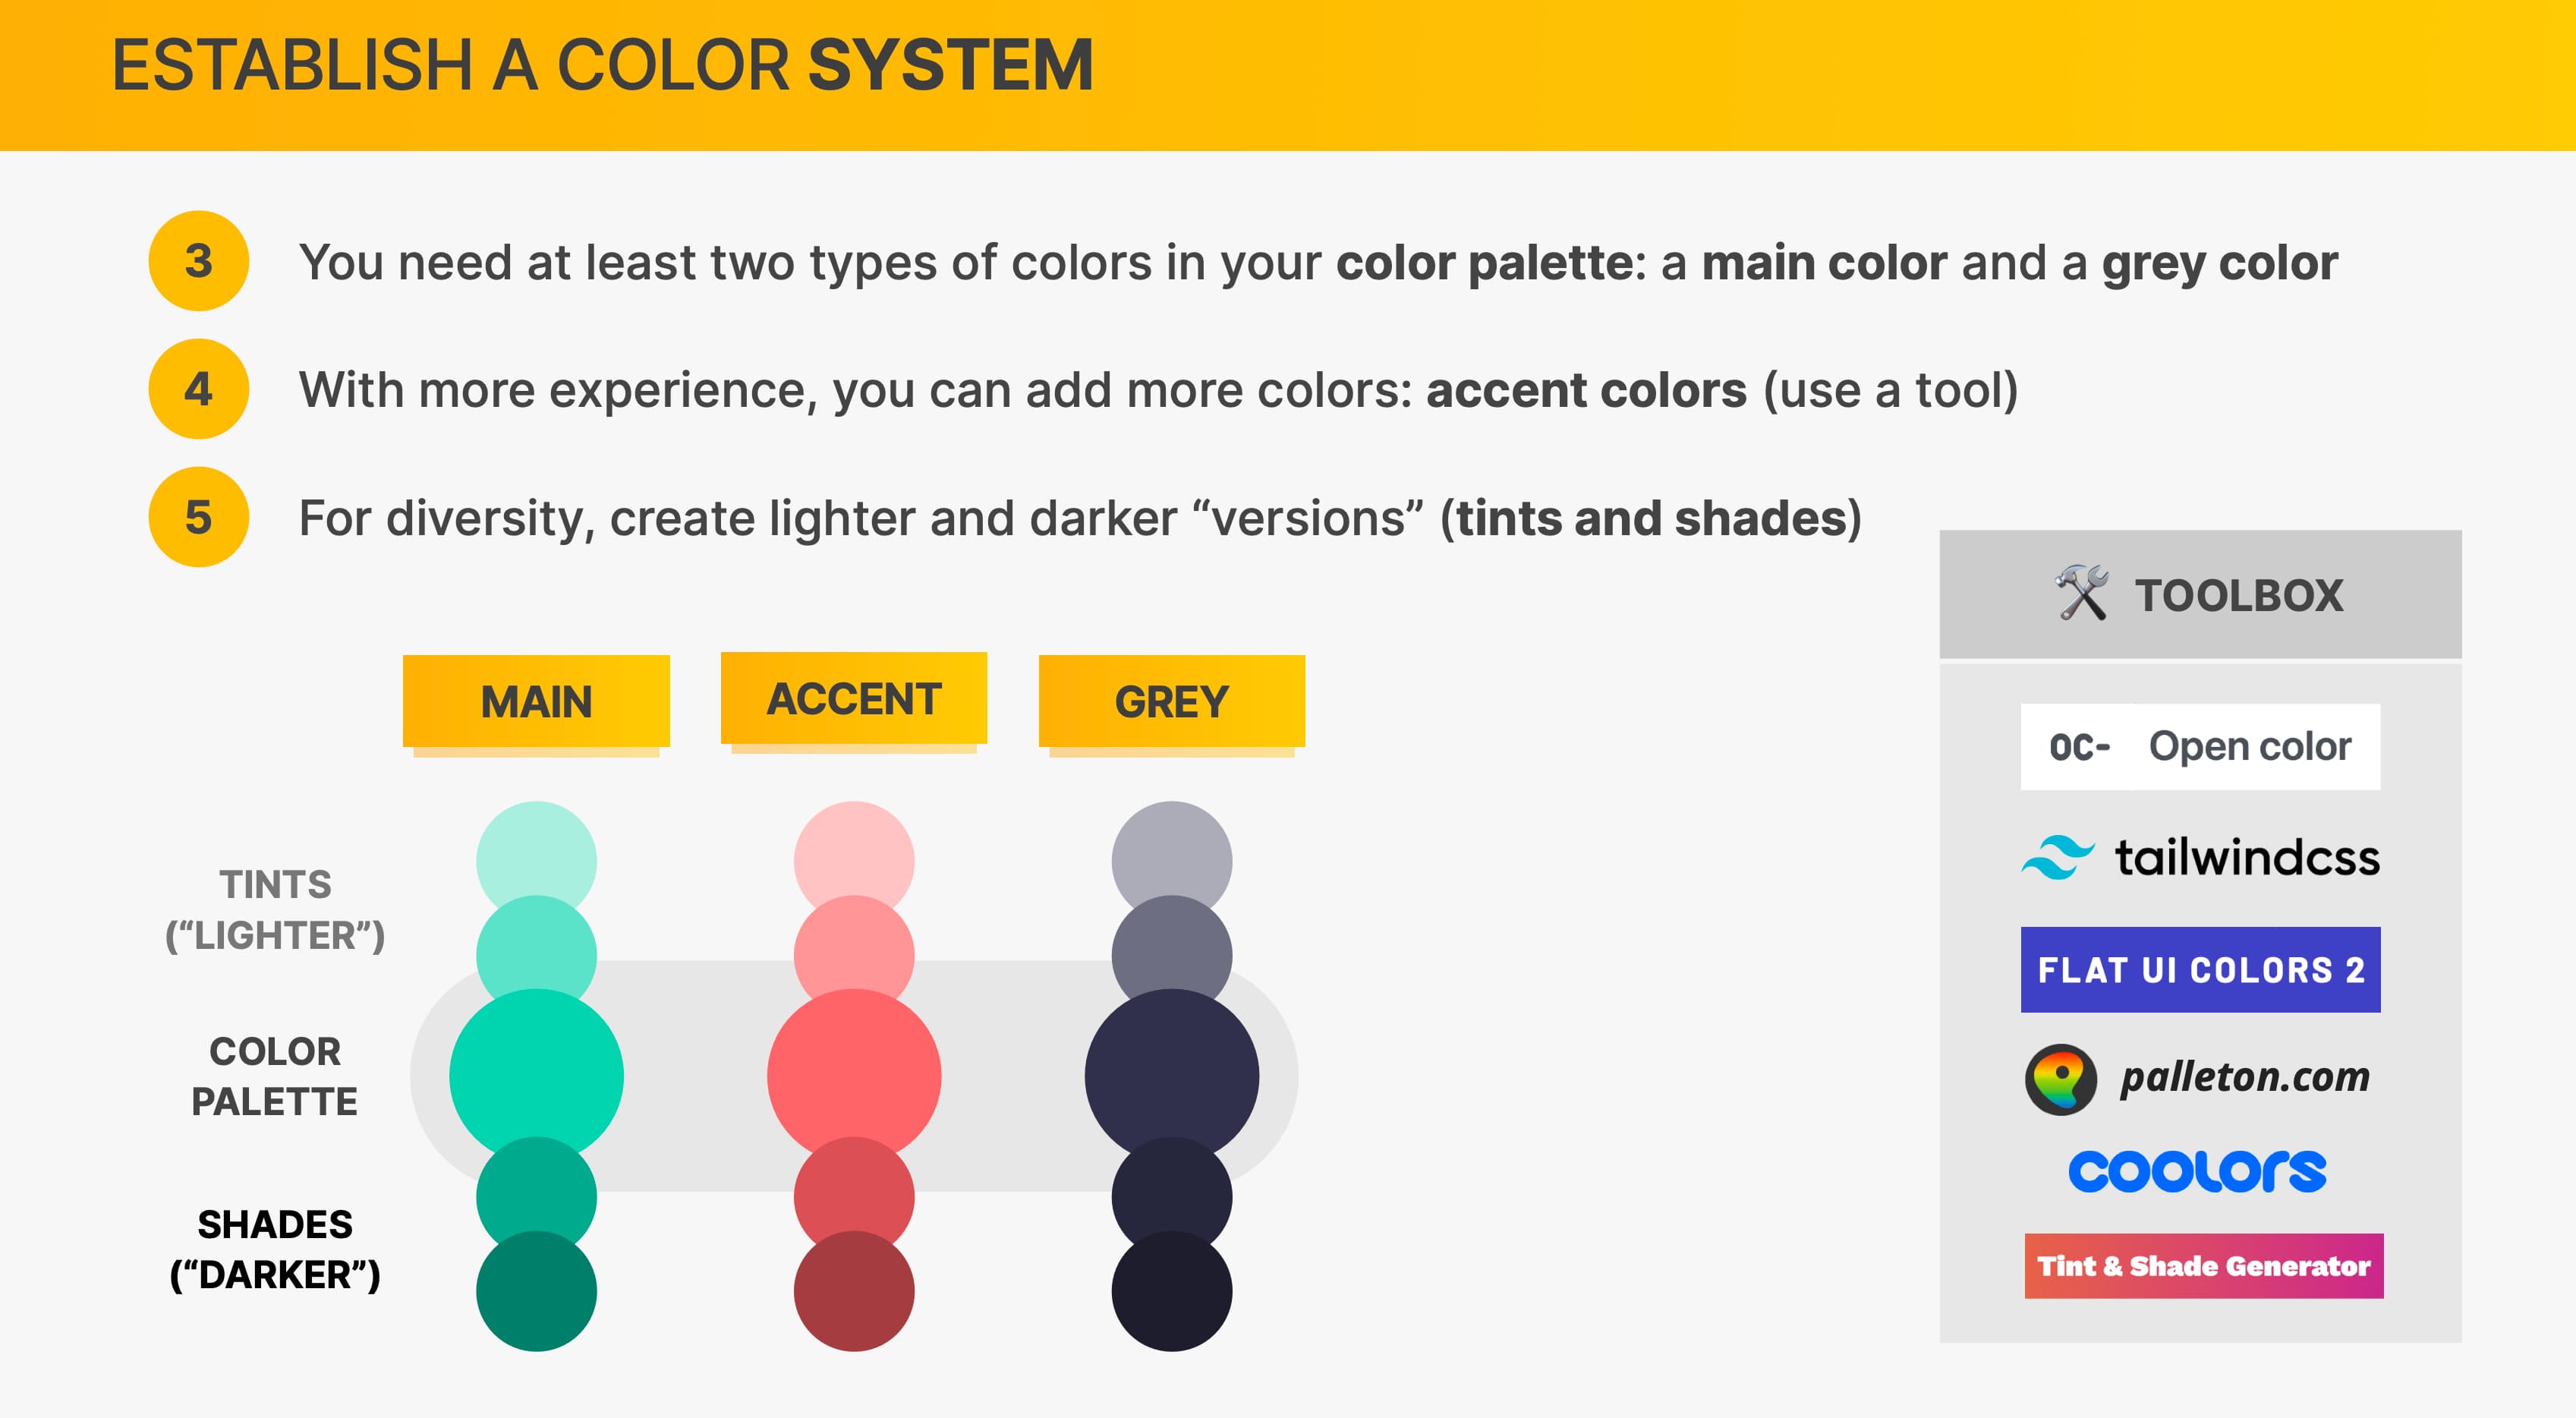 ESTABLISH A COLOR SYSTEM
3 You need at least two types of colors in your color palette: a main color and a grey color
4 With more experience, you can add more colors: accent colors (use a tool)
5 For diversity, create lighter and darker “versions” (tints and shades)
MAIN ACCENT GREY
TINTS
(“LIGHTER”)
COLOR
PALETTE
SHADES
(“DARKER”)
TOOLBOX
OC- Open color
tailwindcss
FLAT UI COLORS 2
palleton.com
coolors
Tint & Shade Generator